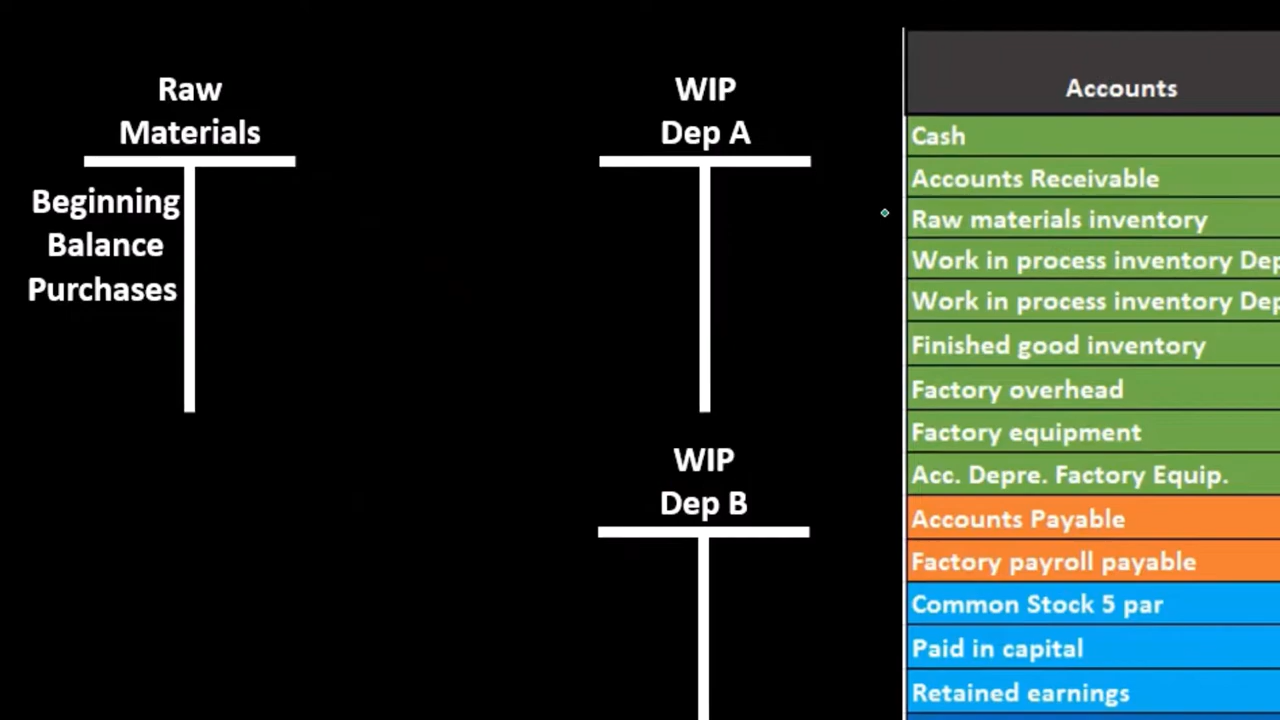 Raw
Materials
Beginning
Balance
Purchases
WIP
Dep A
WIP
Dep B
Accounts
Cash
Accounts Receivable
Raw materials inventory
Work in process inventory Dep
Work in process inventory Dep
Finished good inventory
Factory overhead
Factory equipment
Acc. Depre. Factory Equip.
Accounts Payable
Factory payroll payable
Common Stock 5 par
Paid in capital
Retained earnings